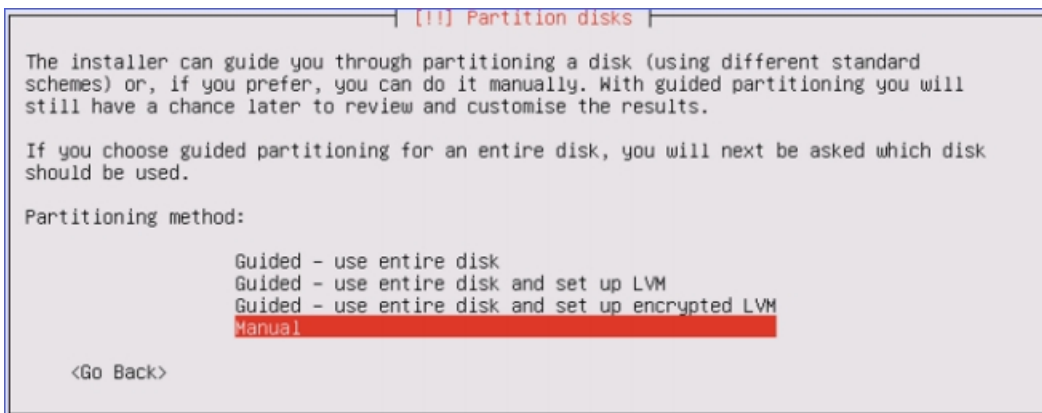 [!!] Partition disks
The installer can guide you through partitioning a disk (using different standard
schemes) or, if you prefer, you can do it manually. With guided partitioning you will
still have a chance later to review and customise the results.
If you choose guided partitioning for an entire disk, you will next be asked which disk
should be used.
Partitioning method:
Guided - use entire disk
Guided - use entire disk and set up LVM
Guided - use entire disk and set up encrypted LVM
Manual
<Go Back>